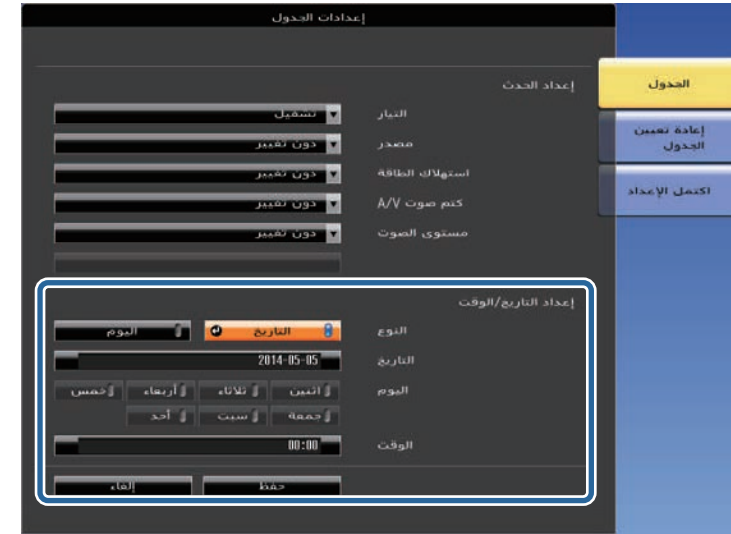 إعدادات الجدول
الجدول
إعادة تعيين
الجدول
اكتمل الإعداد
إعداد الحدث
التيار تشغيل
مصدر دون تغيير
استهلاك الطاقة دون تغيير
كتم صوت A/V دون تغيير
مستوى الصوت دون تغيير
إعداد التاريخ/الوقت
النوع التاريخ اليوم
التاريخ 2014-05-05
اليوم اثنين ثلاثاء أربعاء خمس
جمعة سبت أحد
الوقت 00:00
حفظ إلغاء